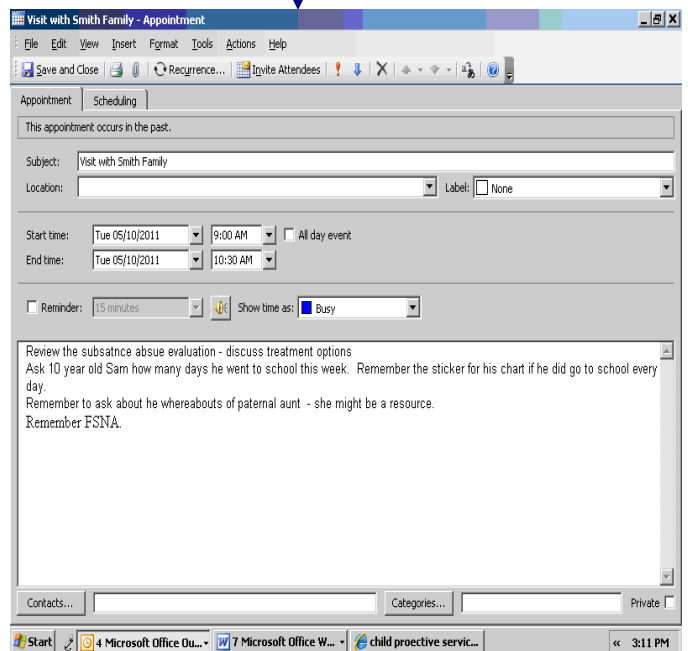 Visit with Smith Family - Appointment
File Edit View Insert Format Tools Actions Help
Save and Close Recurrence... Invite Attendees
Appointment Scheduling
This appointment occurs in the past.
Subject: Visit with Smith Family
Location: Label: None
Start time: Tue 05/10/2011 9:00 AM All day event
End time: Tue 05/10/2011 10:30 AM
Reminder: 15 minutes Show time as: Busy
Review the subsatnce absue evaluation - discuss treatment options
Ask 10 year old Sam how many days he went to school this week. Remember the sticker for his chart if he did go to school every
day.
Remember to ask about he whereabouts of paternal aunt - she might be a resource.
Remember FSNA.
Contacts... Categories... Private
Start 4 Microsoft Office Ou... 7 Microsoft Office W... child proective servic... « 3:11 PM